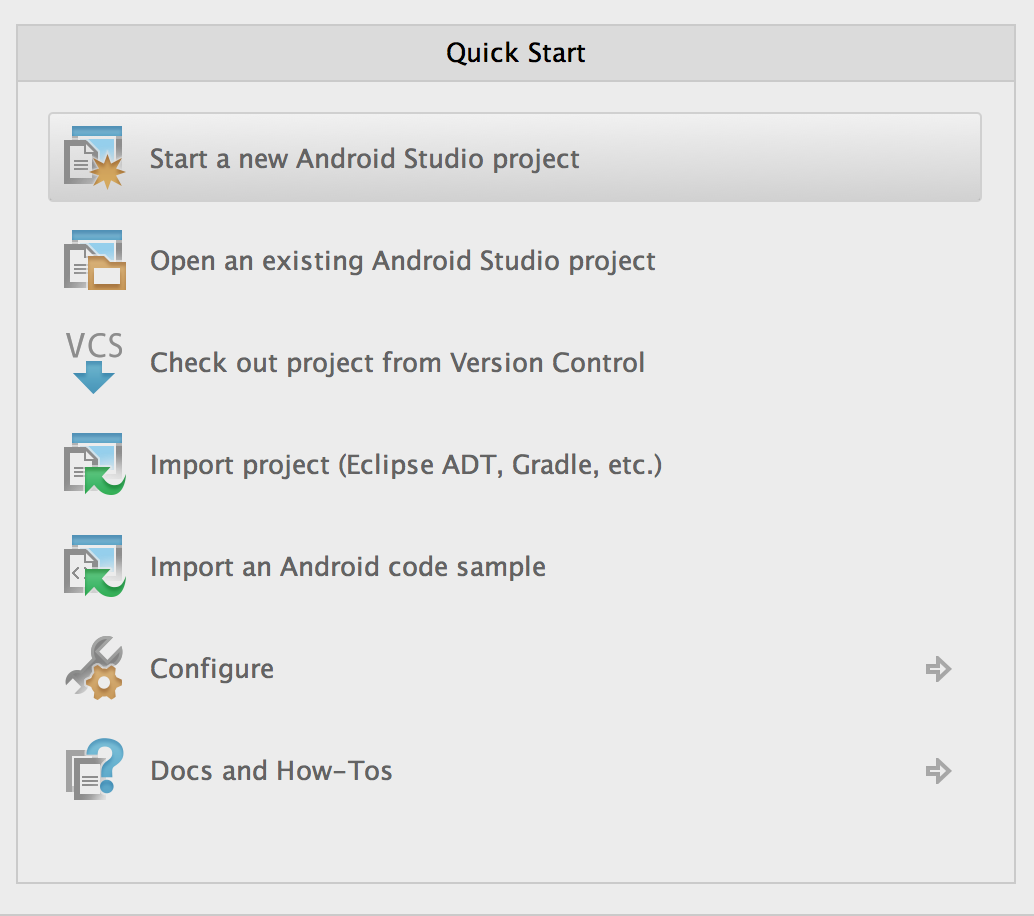 Quick Start
Start a new Android Studio project
Open an existing Android Studio project
VCS
Check out project from Version Control
Import project (Eclipse ADT, Gradle, etc.)
Import an Android code sample
Configure
Docs and How-Tos